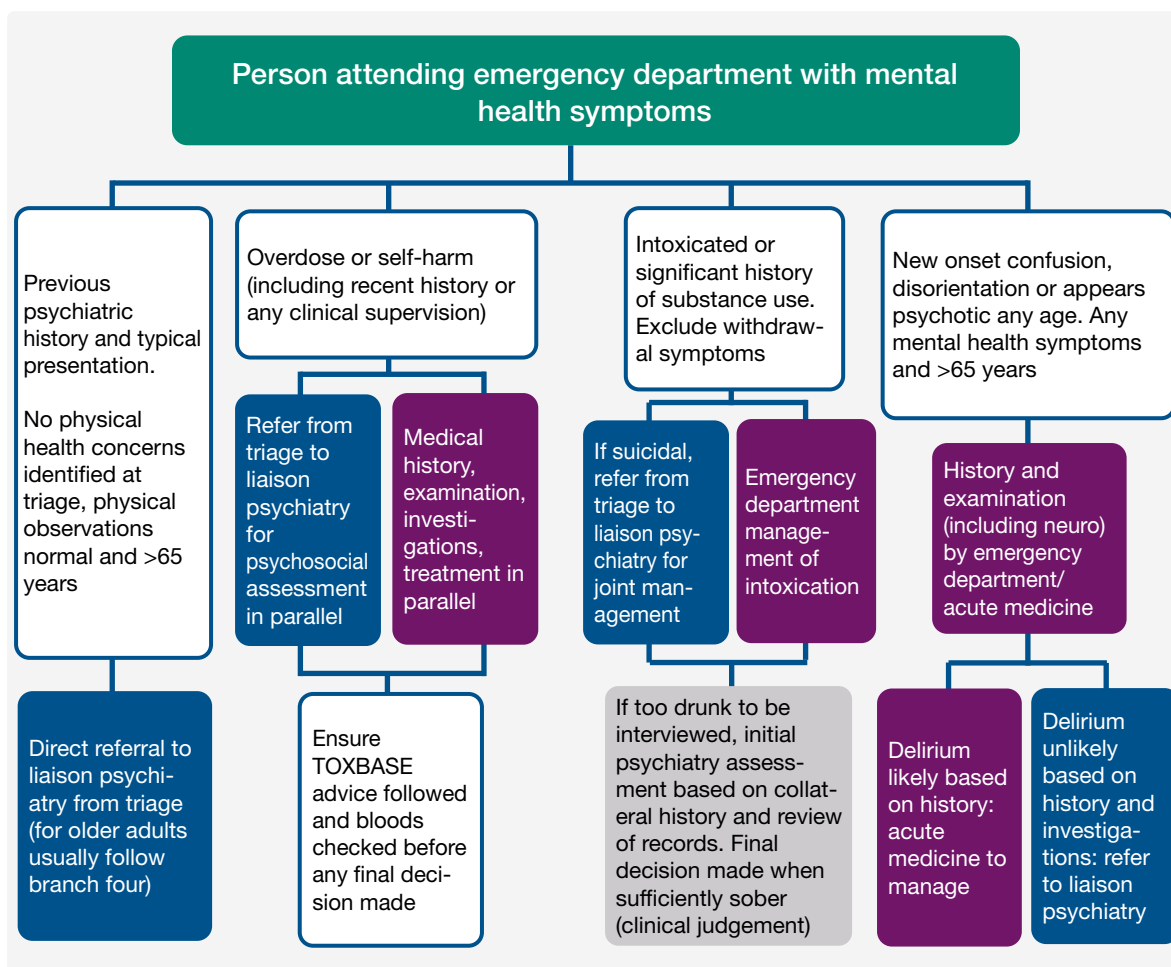 Person attending emergency department with mental
health symptoms
Previous
psychiatric
history and typical
presentation.
No physical
health concerns
identified at
triage, physical
observations
normal and >65
years
Direct referral to
liaison psychi-
atry from triage
(for older adults
usually follow
branch four)
Overdose or self-harm
(including recent history or
any clinical supervision)
Refer from
triage to
liaison
psychiatry
for
psychosocial
assessment
in parallel
Medical
history,
examination,
investi-
gations,
treatment in
parallel
Ensure
TOXBASE
advice followed
and bloods
checked before
any final deci-
sion made
Intoxicated or
significant history
of substance use.
Exclude withdraw-
al symptoms
If suicidal,
refer from
triage to
liaison psy-
chiatry for
joint man-
agement
Emergency
department
manage-
ment of
intoxication
If too drunk to be
interviewed, initial
psychiatry assess-
ment based on collat-
eral history and review
of records. Final
decision made when
sufficiently sober
(clinical judgement)
New onset confusion,
disorientation or appears
psychotic any age. Any
mental health symptoms
and >65 years
History and
examination
(including neuro)
by emergency
department/
acute medicine
Delirium
likely based
on history:
acute
medicine to
manage
Delirium
unlikely
based on
history and
investiga-
tions: refer
to liaison
psychiatry